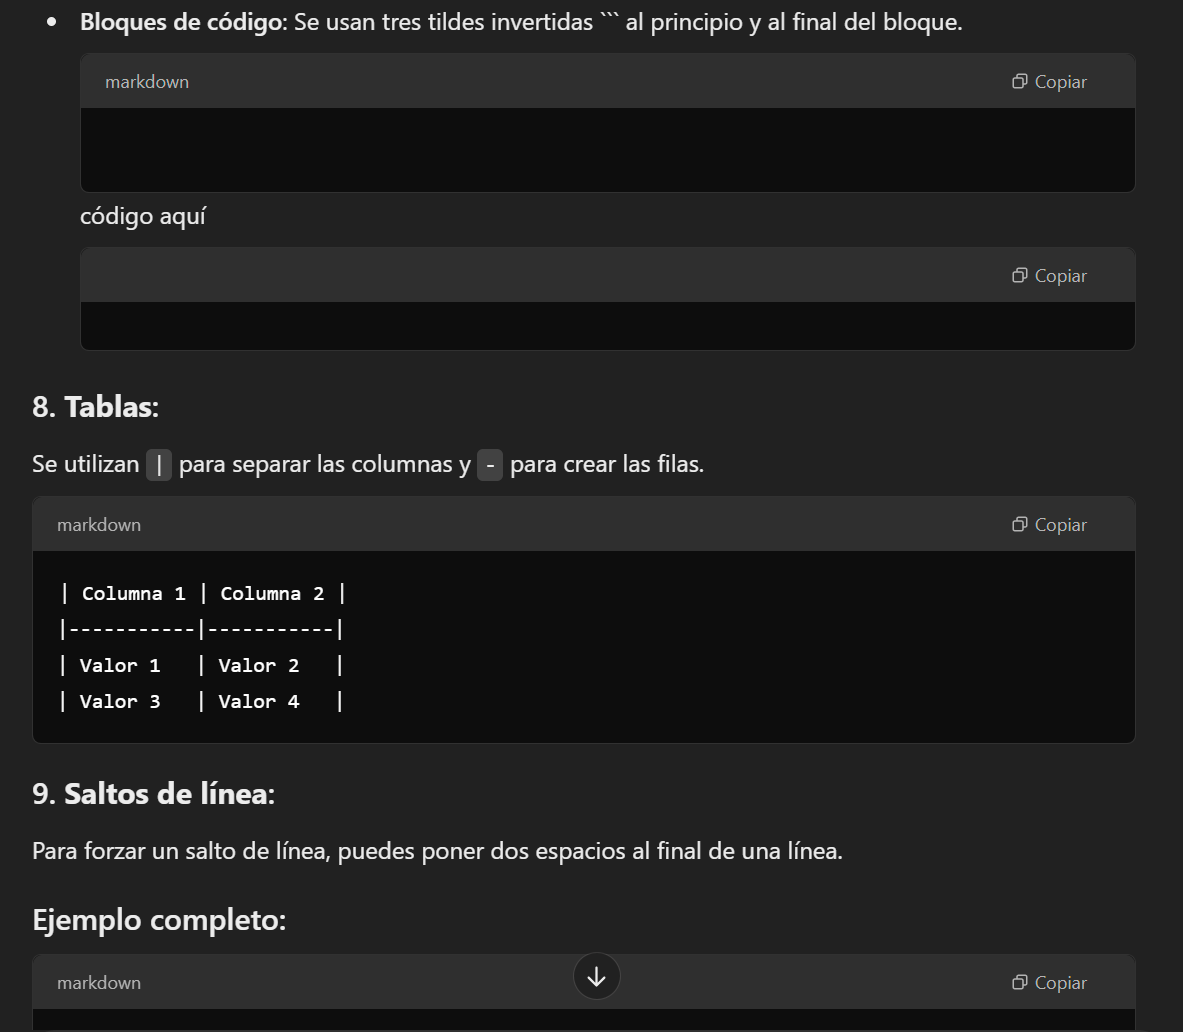 • Bloques de código: Se usan tres tildes invertidas ``` al principio y al final del bloque.
markdown Copiar
código aquí
Copiar
8. Tablas:
Se utilizan | para separar las columnas y - para crear las filas.
markdown Copiar
| Columna 1 | Columna 2 |
|-----------|-----------|
| Valor 1   | Valor 2   |
| Valor 3   | Valor 4   |
9. Saltos de línea:
Para forzar un salto de línea, puedes poner dos espacios al final de una línea.
Ejemplo completo:
markdown Copiar